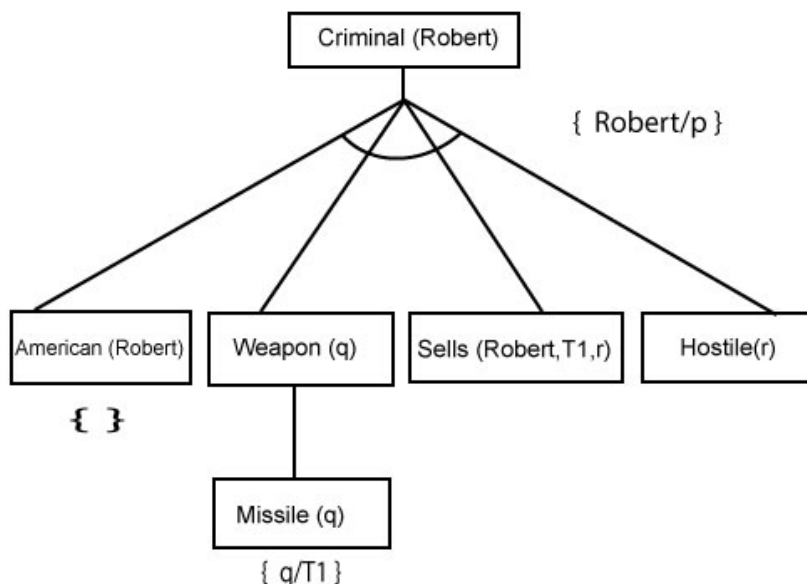 Criminal (Robert)
{ Robert/p }
American (Robert)
Weapon (q)
Sells (Robert,T1,r)
Hostile(r)
{ }
Missile (q)
{ q/T1 }